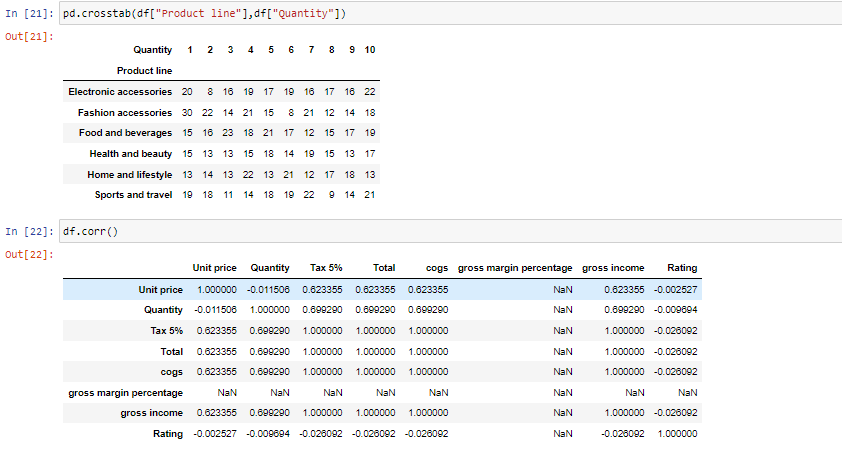 In [21]: pd.crosstab(df["Product line"],df["Quantity"])
Out[21]:
Quantity 1 2 3 4 5 6 7 8 9 10
Product line
Electronic accessories 20 8 16 19 17 19 16 17 16 22
Fashion accessories 30 22 14 21 15 8 21 12 14 18
Food and beverages 15 16 23 18 21 17 12 15 17 19
Health and beauty 15 13 13 15 18 14 19 15 13 17
Home and lifestyle 13 14 13 22 13 21 12 17 18 13
Sports and travel 19 18 11 14 18 19 22 9 14 21
In [22]: df.corr()
Out[22]:
Unit price Quantity Tax 5% Total cogs gross margin percentage gross income Rating
Unit price 1.000000 -0.011506 0.623355 0.623355 0.623355 NaN 0.623355 -0.002527
Quantity -0.011506 1.000000 0.699290 0.699290 0.699290 NaN 0.699290 -0.009694
Tax 5% 0.623355 0.699290 1.000000 1.000000 1.000000 NaN 1.000000 -0.026092
Total 0.623355 0.699290 1.000000 1.000000 1.000000 NaN 1.000000 -0.026092
cogs 0.623355 0.699290 1.000000 1.000000 1.000000 NaN 1.000000 -0.026092
gross margin percentage NaN NaN NaN NaN NaN NaN NaN NaN
gross income 0.623355 0.699290 1.000000 1.000000 1.000000 NaN 1.000000 -0.026092
Rating -0.002527 -0.009694 -0.026092 -0.026092 -0.026092 NaN -0.026092 1.000000